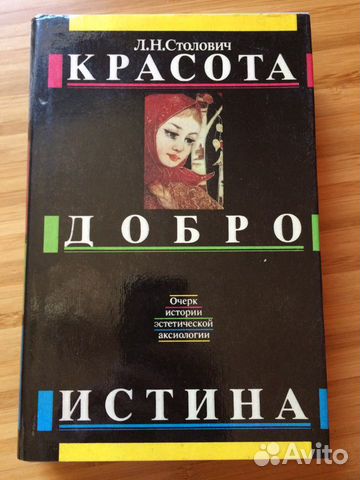 Л.Н.Столович
КРАСОТА
ДОБРО
Очерк
истории
эстетической
аксиологии
ИСТИНА
Avito